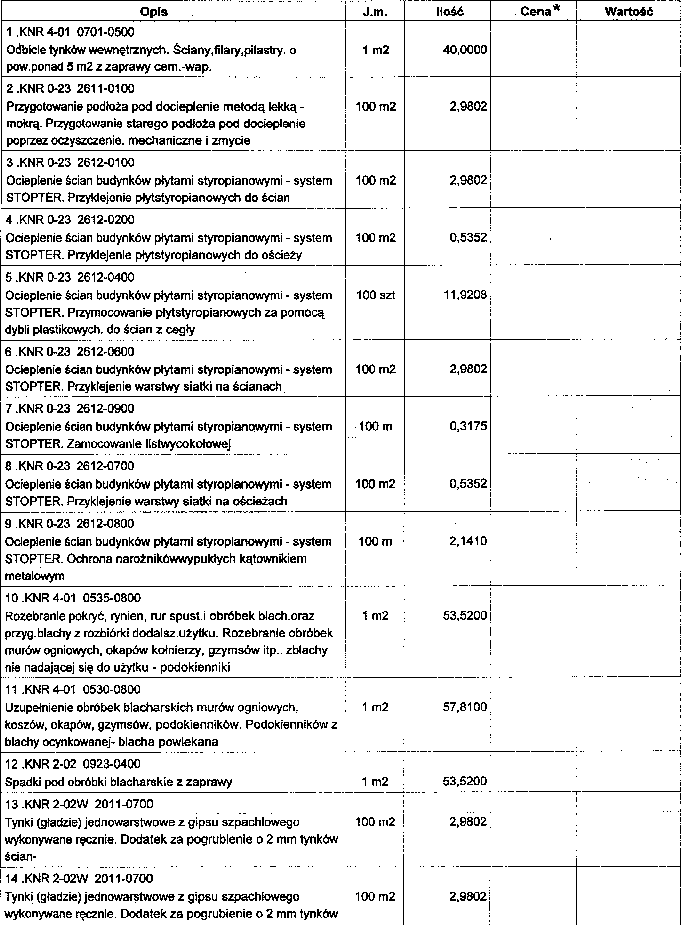 Opis J.m. Ilość Cena* Wartość
1 .KNR 4-01 0701-0500
Odbicie tynków wewnętrznych. Ściany,filary,pilastry. o 1 m2 40,0000
pow.ponad 5 m2 z zaprawy cem.-wap.
2 .KNR 0-23 2611-0100
Przygotowanie podłoża pod docieplenie metodą lekką - 100 m2 2,9802
mokrą. Przygotowanie starego podłoża pod docieplenie
poprzez oczyszczenie. mechaniczne i zmycie
3 .KNR 0-23 2612-0100
Ocieplenie ścian budynków płytami styropianowymi - system 100 m2 2,9802
STOPTER. Przyklejenie płytstyropianowych do ścian
4 .KNR 0-23 2612-0200
Ocieplenie ścian budynków płytami styropianowymi - system 100 m2 0,5352
STOPTER. Przyklejenie płytstyropianowych do ościeży
5 .KNR 0-23 2612-0400
Ocieplenie ścian budynków płytami styropianowymi - system 100 szt 11,9208
STOPTER. Przymocowanie płytstyropianowych za pomocą
dybli plastikowych. do ścian z cegły
6 .KNR 0-23 2612-0600
Ocieplenie ścian budynków płytami styropianowymi - system 100 m2 2,9802
STOPTER. Przyklejenie warstwy siatki na ścianach
7 .KNR 0-23 2612-0900
Ocieplenie ścian budynków płytami styropianowymi - system 100 m 0,3175
STOPTER. Zamocowanie listwycokołowej
8 .KNR 0-23 2612-0700
Ocieplenie ścian budynków płytami styropianowymi - system 100 m2 0,5352
STOPTER. Przyklejenie warstwy siatki na ościeżach
9 .KNR 0-23 2612-0800
Ocieplenie ścian budynków płytami styropianowymi - system 100 m 2,1410
STOPTER. Ochrona narożnikówwypukłych kątownikiem
metalowym
10 .KNR 4-01 0535-0800
Rozebranie pokryć, rynien, rur spust.i obróbek blach.oraz 1 m2 53,5200
przyg.blachy z rozbiórki dodalsz.użytku. Rozebranie obróbek
murów ogniowych, okapów kołnierzy, gzymsów itp.. zblachy
nie nadającej się do użytku - podokienniki
11 .KNR 4-01 0530-0800
Uzupełnienie obróbek blacharskich murów ogniowych, 1 m2 57,8100
koszów, okapów, gzymsów, podokienników. Podokienników z
blachy ocynkowanej- blacha powlekana
12 .KNR 2-02 0923-0400
Spadki pod obróbki blacharskie z zaprawy 1 m2 53,5200
13 .KNR 2-02W 2011-0700
Tynki (gładzie) jednowarstwowe z gipsu szpachlowego 100 m2 2,9802
wykonywane ręcznie. Dodatek za pogrubienie o 2 mm tynków
ścian-
14 .KNR 2-02W 2011-0700
Tynki (gładzie) jednowarstwowe z gipsu szpachlowego 100 m2 2,9802
wykonywane ręcznie. Dodatek za pogrubienie o 2 mm tynków